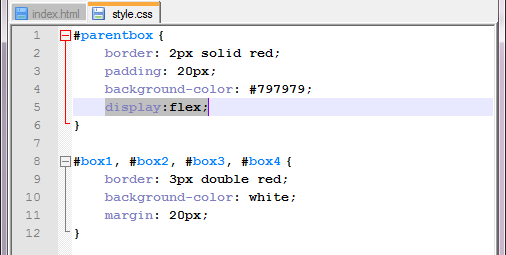 index.html style.css
1 #parentbox {
2 border: 2px solid red;
3 padding: 20px;
4 background-color: #797979;
5 display:flex;
6 }
7
8 #box1, #box2, #box3, #box4 {
9 border: 3px double red;
10 background-color: white;
11 margin: 20px;
12 }